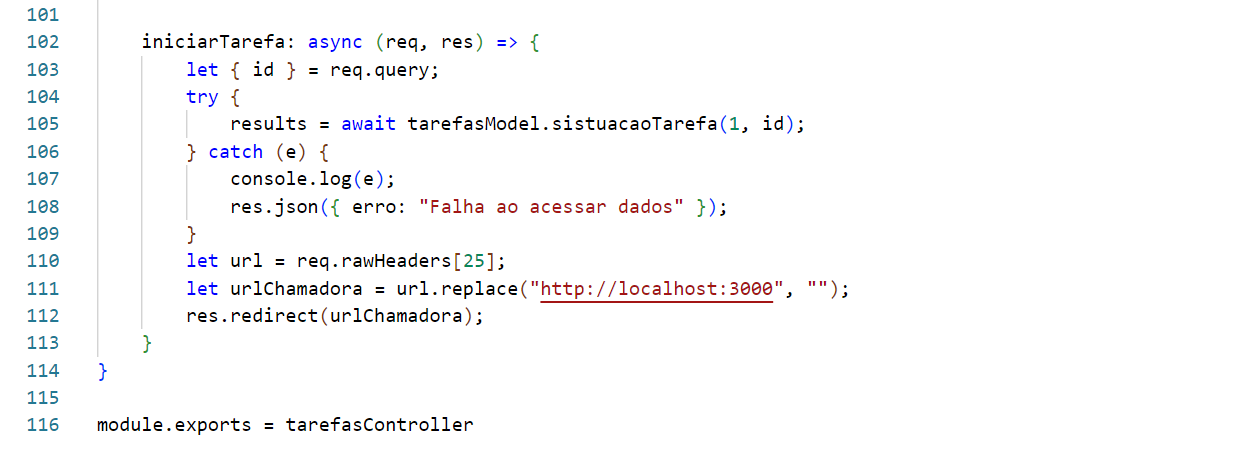 101
102 iniciarTarefa: async (req, res) => {
103 let { id } = req.query;
104 try {
105 results = await tarefasModel.sistuacaoTarefa(1, id);
106 } catch (e) {
107 console.log(e);
108 res.json({ erro: "Falha ao acessar dados" });
109 }
110 let url = req.rawHeaders[25];
111 let urlChamadora = url.replace("http://localhost:3000", "");
112 res.redirect(urlChamadora);
113 }
114 }
115
116 module.exports = tarefasController